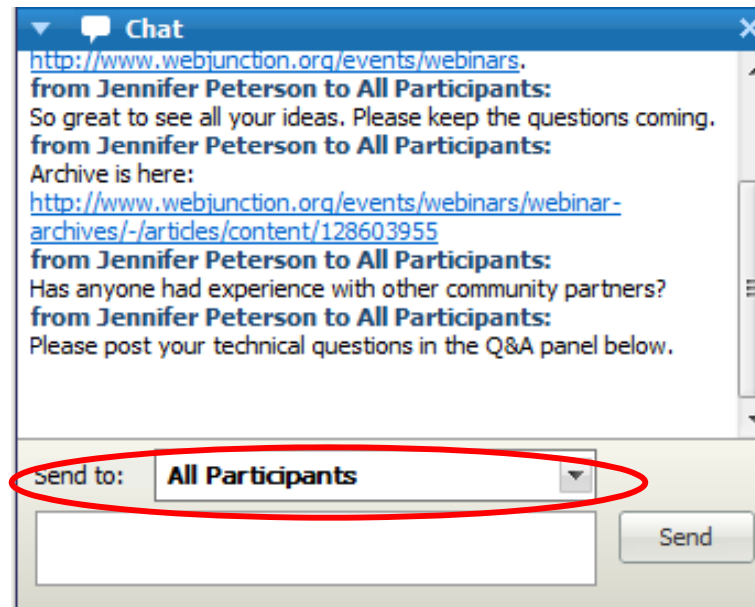 Chat
http://www.webjunction.org/events/webinars.
from Jennifer Peterson to All Participants:
So great to see all your ideas. Please keep the questions coming.
from Jennifer Peterson to All Participants:
Archive is here:
http://www.webjunction.org/events/webinars/webinar-
archives/-/articles/content/128603955
from Jennifer Peterson to All Participants:
Has anyone had experience with other community partners?
from Jennifer Peterson to All Participants:
Please post your technical questions in the Q&A panel below.
Send to: All Participants
Send